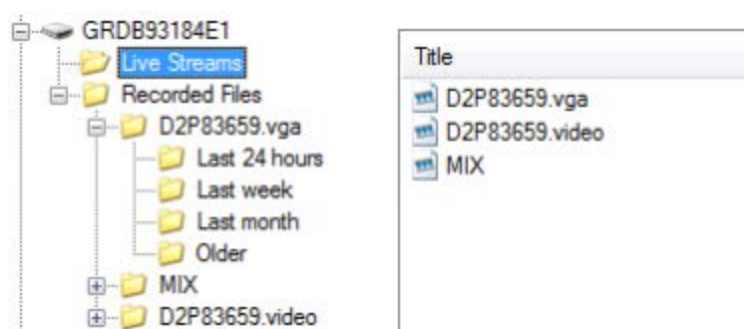 GRDB93184E1
Live Streams
Recorded Files
D2P83659.vga
Last 24 hours
Last week
Last month
Older
MIX
D2P83659.video
Title
D2P83659.vga
D2P83659.video
MIX